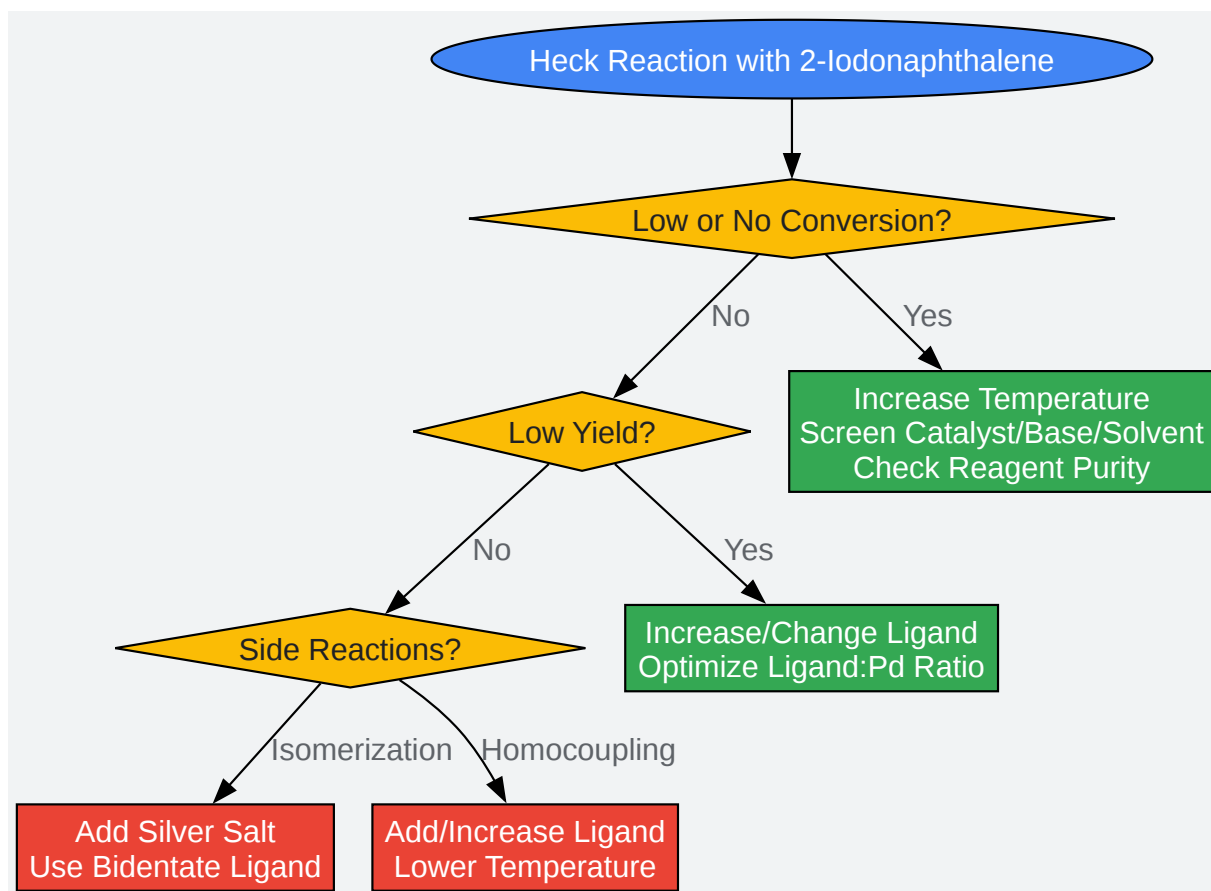 Heck Reaction with 2-Iodonaphthalene
Low or No Conversion?
No
Yes
Increase Temperature
Screen Catalyst/Base/Solvent
Check Reagent Purity
Low Yield?
No
Yes
Increase/Change Ligand
Optimize Ligand:Pd Ratio
Side Reactions?
Isomerization
Homocoupling
Add Silver Salt
Use Bidentate Ligand
Add/Increase Ligand
Lower Temperature